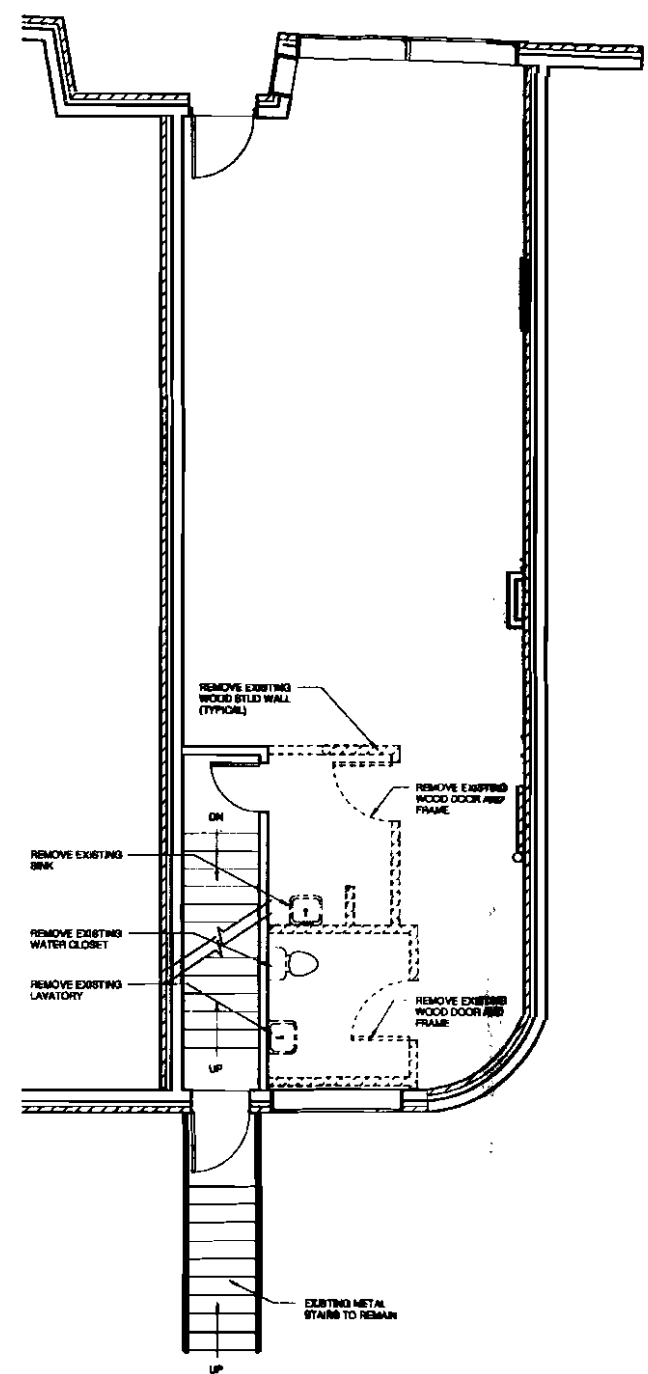 REMOVE EXISTING
WOOD STUD WALL
(TYPICAL)
REMOVE EXISTING
WOOD DOOR AND
FRAME
DN
REMOVE EXISTING
SINK
REMOVE EXISTING
WATER CLOSET
REMOVE EXISTING
LAVATORY
REMOVE EXISTING
WOOD DOOR AND
FRAME
UP
EXISTING METAL
STAIRS TO REMAIN
UP